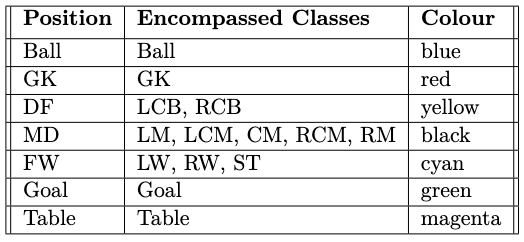 Position Encompassed Classes Colour
Ball Ball blue
GK GK red
DF LCB, RCB yellow
MD LM, LCM, CM, RCM, RM black
FW LW, RW, ST cyan
Goal Goal green
Table Table magenta